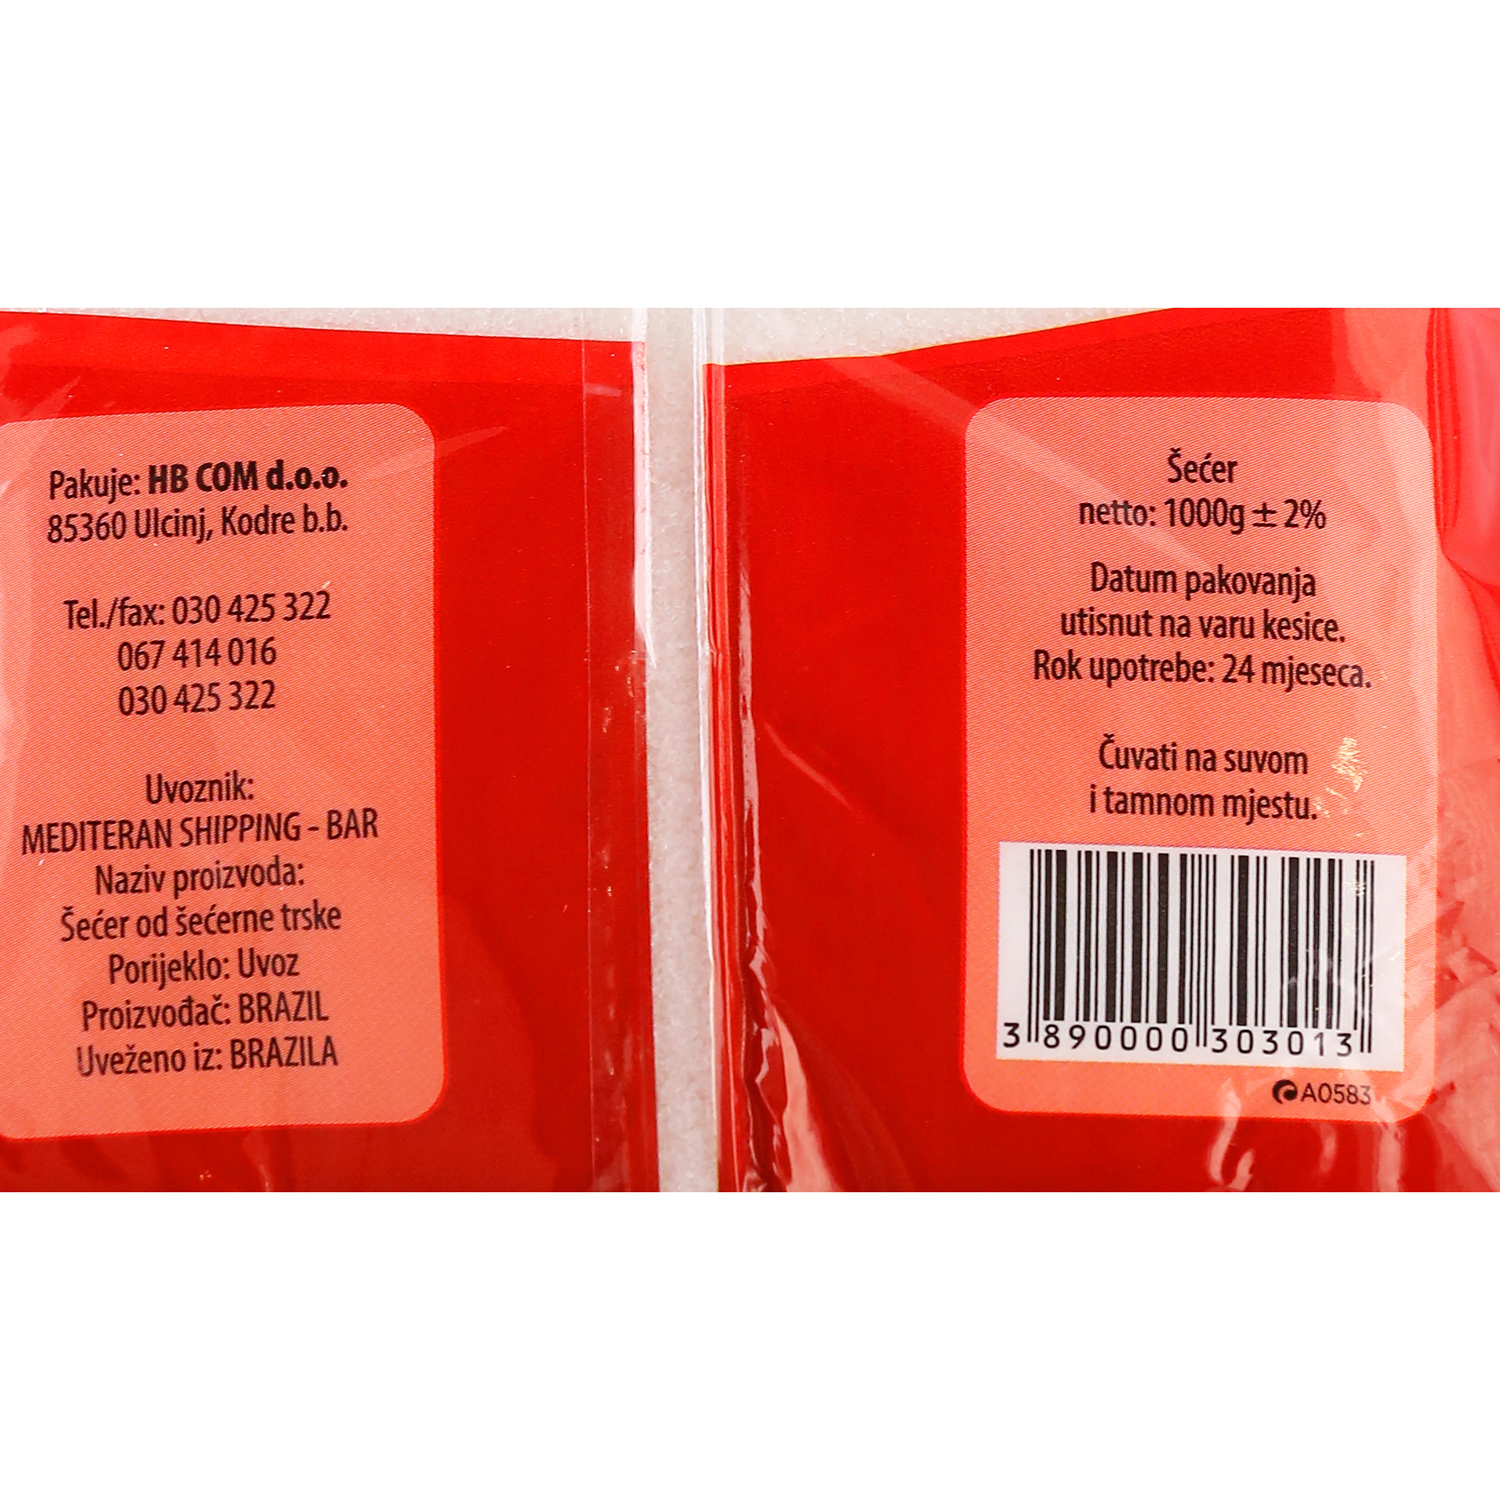 Pakuje: HB COM d.o.o.
85360 Ulcinj, Kodre b.b.
Tel./fax: 030 425 322
067 414 016
030 425 322
Uvoznik:
MEDITERAN SHIPPING - BAR
Naziv proizvoda:
Šećer od šećerne trske
Porijeklo: Uvoz
Proizvođač: BRAZIL
Uveženo iz: BRAZILA
Šećer
netto: 1000g ± 2%
Datum pakovanja
utisnut na varu kesice.
Rok upotrebe: 24 mjeseca.
Čuvati na suvom
i tamnom mjestu.
3 890000 303013
A0583